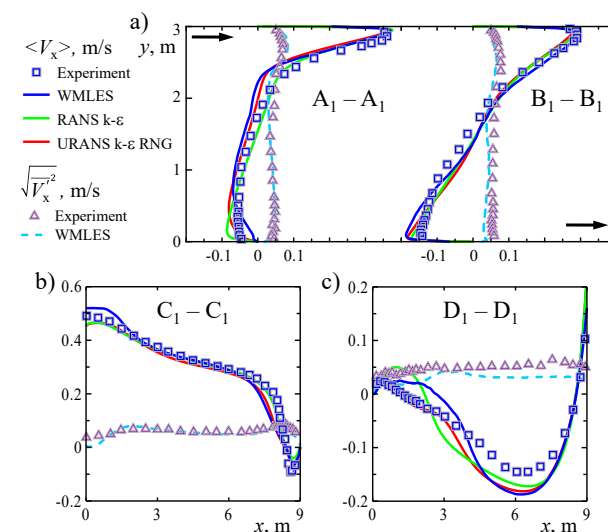 a)
<Vx>, m/s
Experiment
WMLES
RANS k-ε
URANS k-ε RNG
√V̅x′², m/s
Experiment
WMLES
y, m
3
2
1
0
A1 – A1
B1 – B1
-0.1 0 0.1 -0.1 0 0.1
b)
C1 – C1
0.6
0.4
0.2
0
-0.2
0 3 6 9
x, m
c)
D1 – D1
0.2
0.1
0
-0.1
-0.2
0 3 6 9
x, m